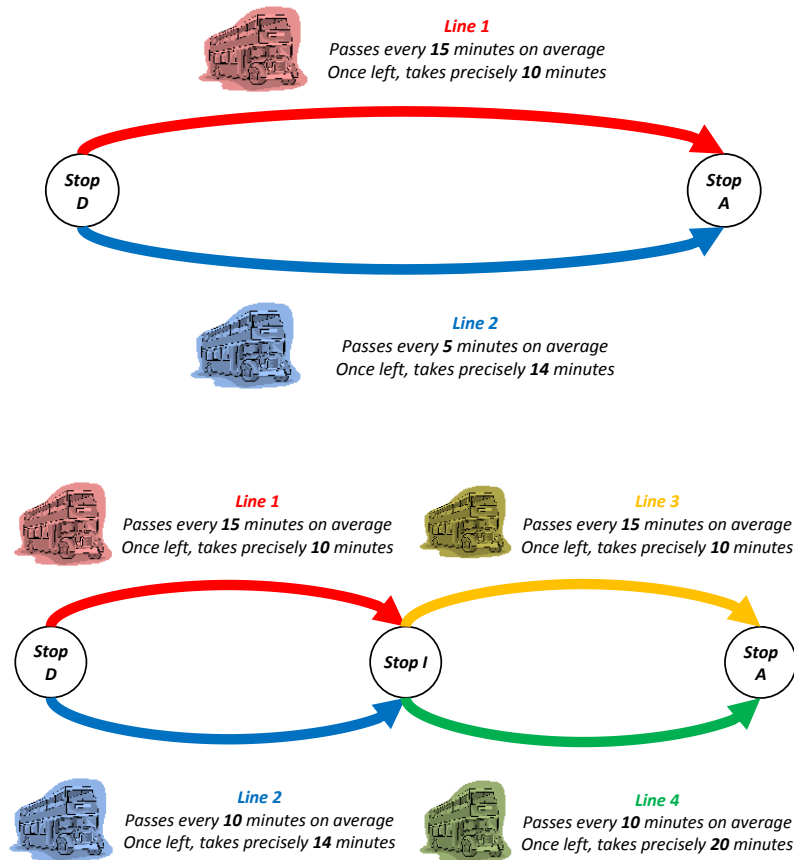 Line 1
Passes every 15 minutes on average
Once left, takes precisely 10 minutes
Stop
D
Stop
A
Line 2
Passes every 5 minutes on average
Once left, takes precisely 14 minutes
Line 1
Passes every 15 minutes on average
Once left, takes precisely 10 minutes
Line 3
Passes every 15 minutes on average
Once left, takes precisely 10 minutes
Stop
D
Stop I
Stop
A
Line 2
Passes every 10 minutes on average
Once left, takes precisely 14 minutes
Line 4
Passes every 10 minutes on average
Once left, takes precisely 20 minutes